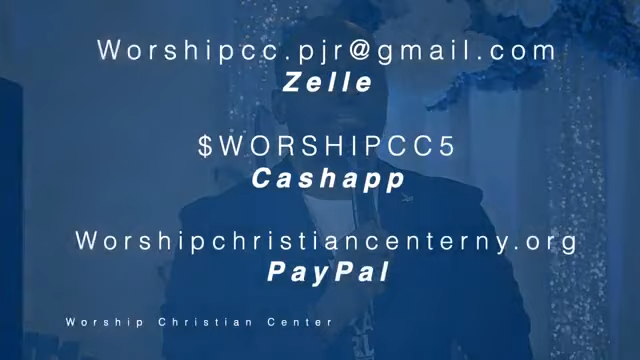 Worshipcc.pjr@gmail.com
Zelle
$WORSHIPCC5
Cashapp
Worshipchristiancenterny.org
PayPal
Worship Christian Center